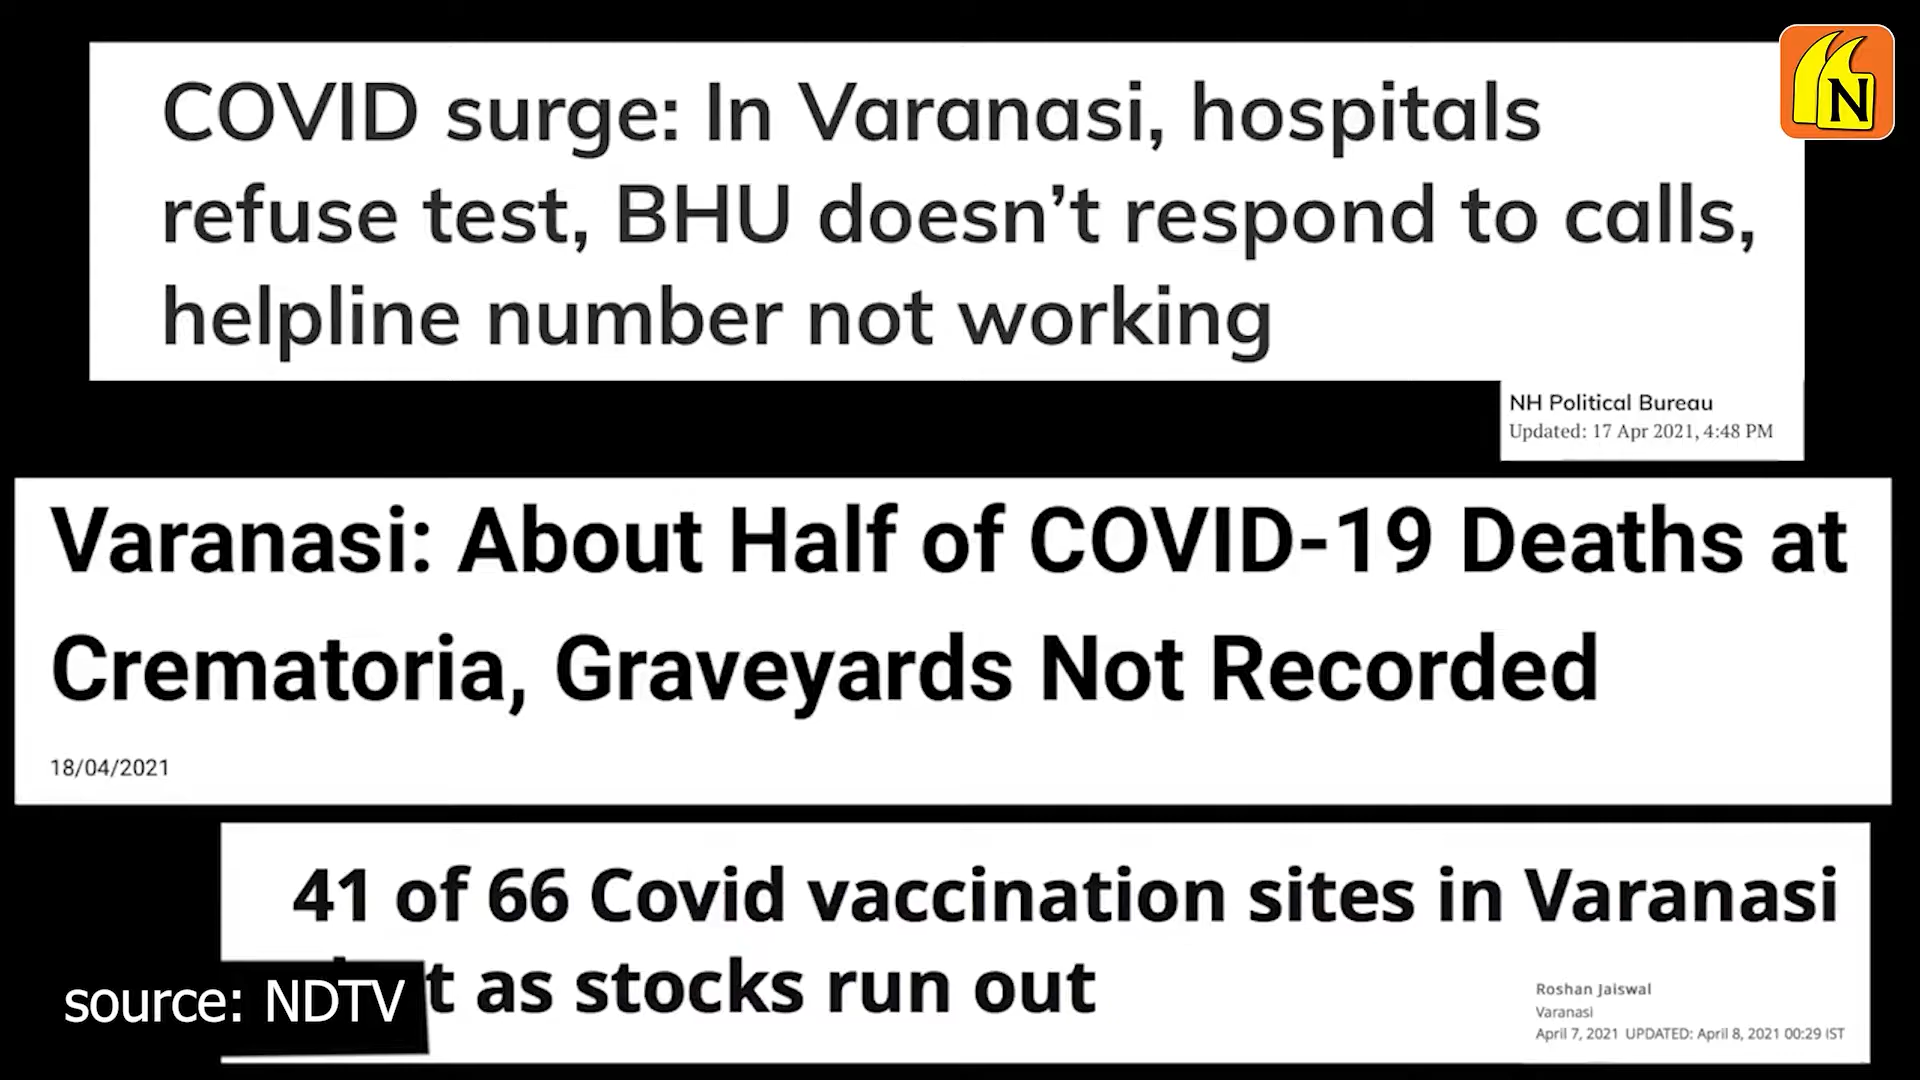 N
COVID surge: In Varanasi, hospitals
refuse test, BHU doesn't respond to calls,
helpline number not working
NH Political Bureau
Updated: 17 Apr 2021, 4:48 PM
Varanasi: About Half of COVID-19 Deaths at
Crematoria, Graveyards Not Recorded
18/04/2021
41 of 66 Covid vaccination sites in Varanasi
as stocks run out
source: NDTV
Roshan Jaiswal
Varanasi
April 7, 2021 UPDATED: April 8, 2021 00:29 IST